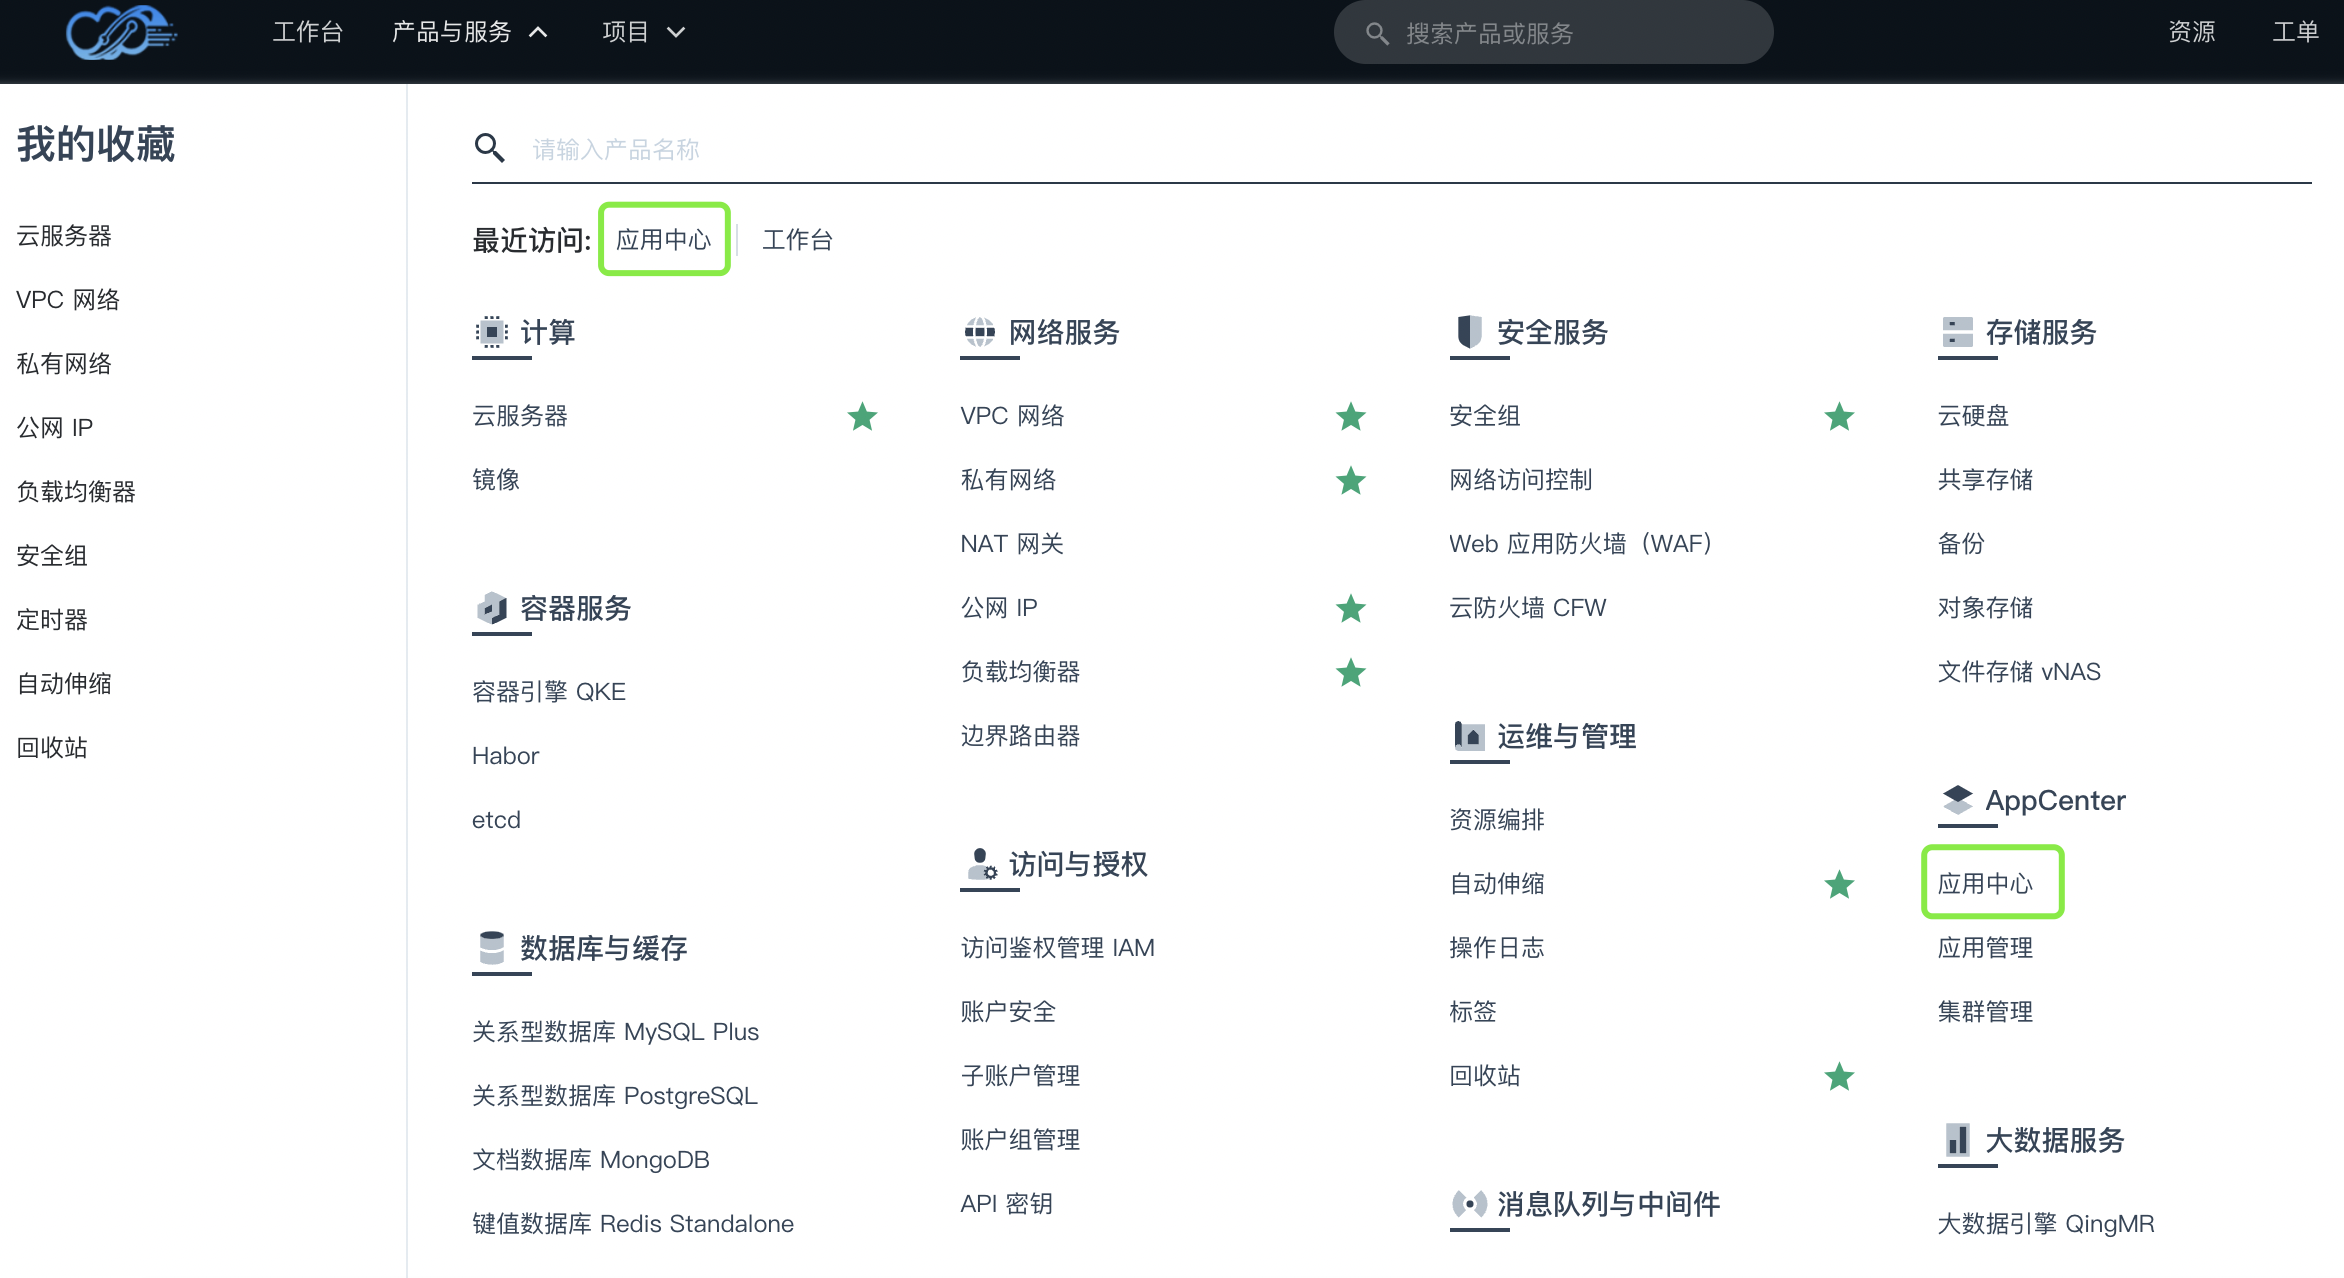 工作台
产品与服务
项目
搜索产品或服务
资源
工单
我的收藏
云服务器
VPC 网络
私有网络
公网 IP
负载均衡器
安全组
定时器
自动伸缩
回收站
请输入产品名称
最近访问: 应用中心 工作台
计算
云服务器
镜像
容器服务
容器引擎 QKE
Habor
etcd
数据库与缓存
关系型数据库 MySQL Plus
关系型数据库 PostgreSQL
文档数据库 MongoDB
键值数据库 Redis Standalone
网络服务
VPC 网络
私有网络
NAT 网关
公网 IP
负载均衡器
边界路由器
访问与授权
访问鉴权管理 IAM
账户安全
子账户管理
账户组管理
API 密钥
安全服务
安全组
网络访问控制
Web 应用防火墙（WAF）
云防火墙 CFW
运维与管理
资源编排
自动伸缩
操作日志
标签
回收站
消息队列与中间件
存储服务
云硬盘
共享存储
备份
对象存储
文件存储 vNAS
AppCenter
应用中心
应用管理
集群管理
大数据服务
大数据引擎 QingMR